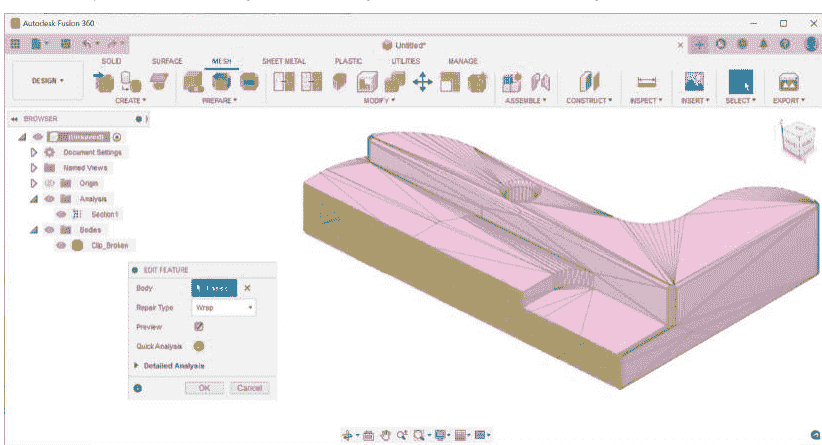 Autodesk Fusion 360
Untitled*
SOLID SURFACE MESH SHEET METAL PLASTIC UTILITIES MANAGE
DESIGN
CREATE PREPARE MODIFY ASSEMBLE CONSTRUCT INSPECT INSERT SELECT EXPORT
BROWSER
(Unsaved)
Document Settings
Named Views
Origin
Analysis
Section1
Bodies
Clip_Broken
EDIT FEATURE
Body
Repair Type Wrap
Preview
Quick Analysis
Detailed Analysis
OK Cancel